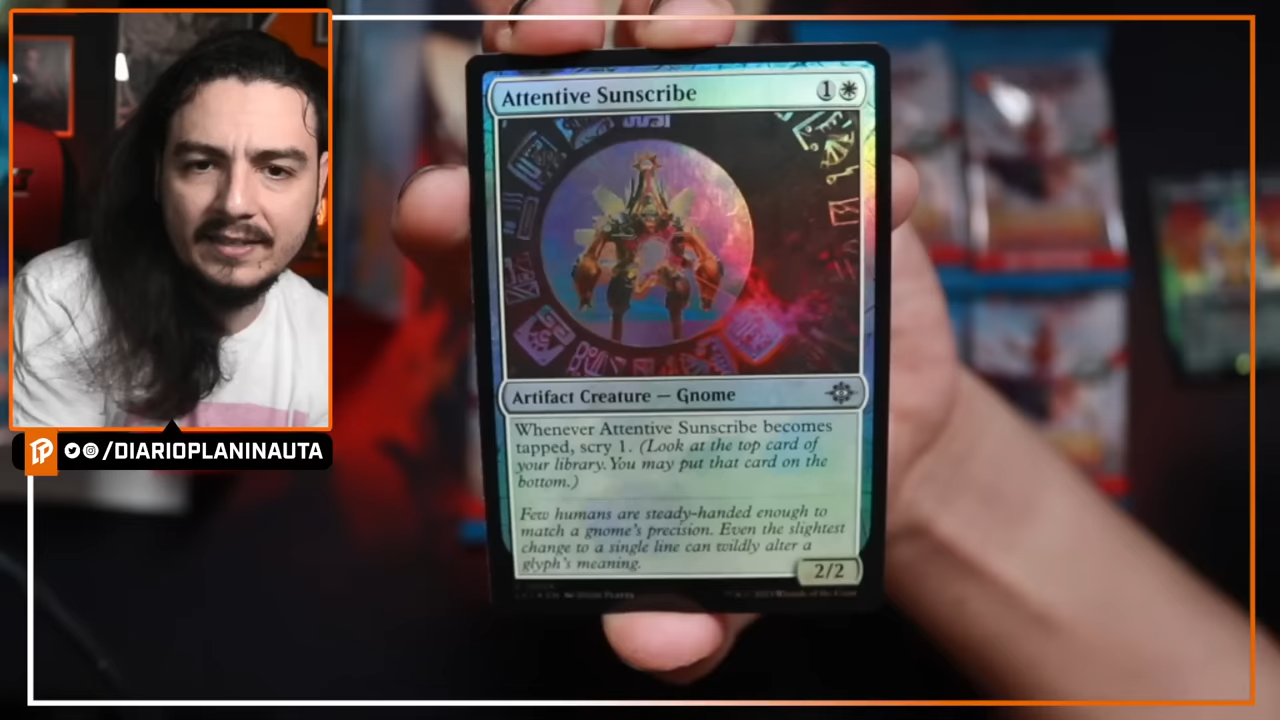 Attentive Sunscribe 1
Artifact Creature — Gnome
Whenever Attentive Sunscribe becomes
tapped, scry 1. (Look at the top card of
your library. You may put that card on the
bottom.)
Few humans are steady-handed enough to
match a gnome's precision. Even the slightest
change to a single line can wildly alter a
glyph's meaning.
2/2
/DIARIOPLANINAUTA